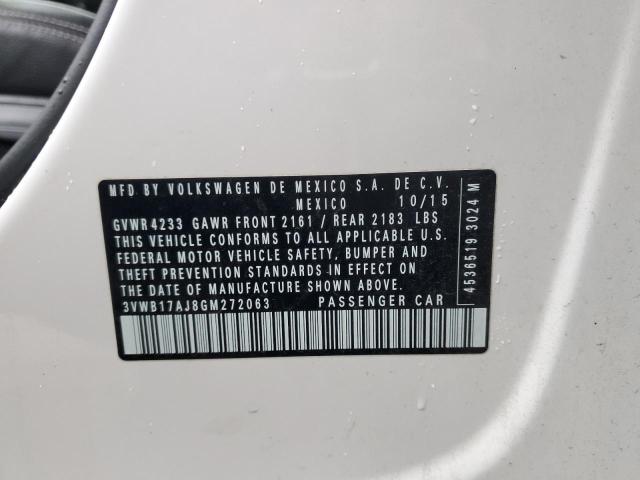 MFD BY VOLKSWAGEN DE MEXICO S.A. DE C.V.
MEXICO 10/15
GVWR 4233 GAWR FRONT 2161 / REAR 2183 LBS
THIS VEHICLE CONFORMS TO ALL APPLICABLE U.S.
FEDERAL MOTOR VEHICLE SAFETY, BUMPER AND
THEFT PREVENTION STANDARDS IN EFFECT ON
THE DATE OF MANUFACTURE SHOWN ABOVE.
3VWB17AJ8GM272063 PASSENGER CAR
4536519 3024 M